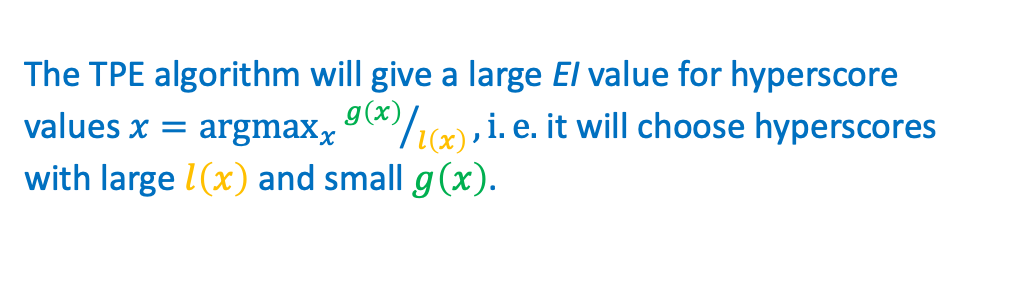 The TPE algorithm will give a large EI value for hyperscore
values x = argmaxₓ g(x)/l(x), i. e. it will choose hyperscores
with large l(x) and small g(x).